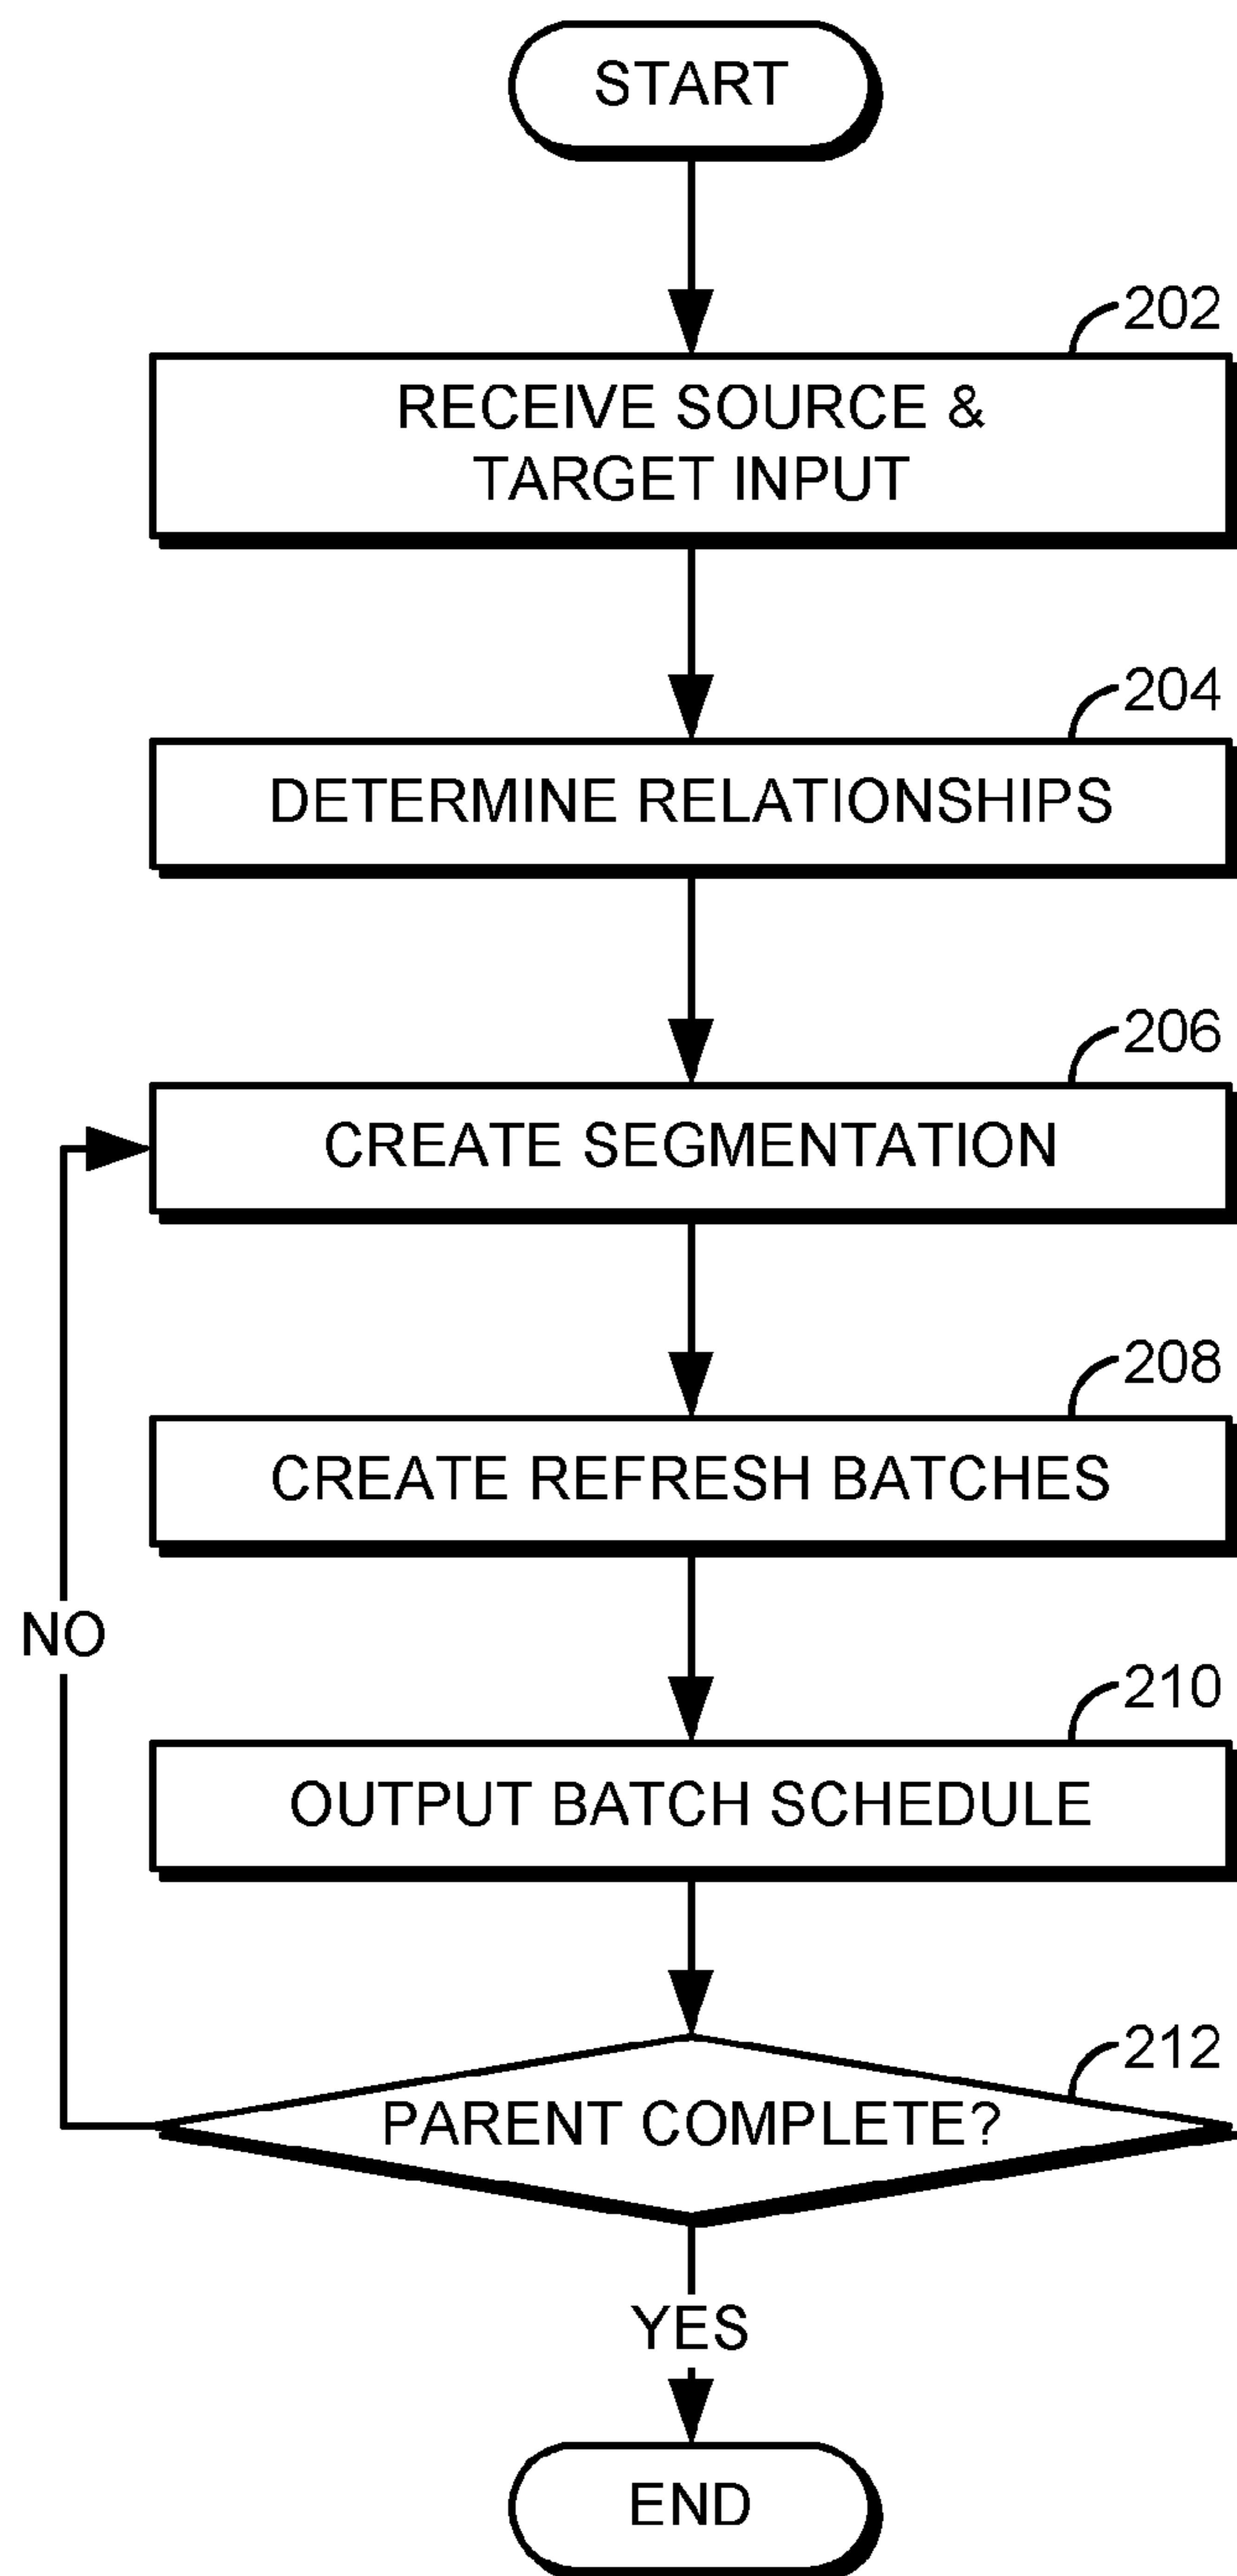 START
202
RECEIVE SOURCE &
TARGET INPUT
204
DETERMINE RELATIONSHIPS
206
CREATE SEGMENTATION
208
CREATE REFRESH BATCHES
NO
210
OUTPUT BATCH SCHEDULE
212
PARENT COMPLETE?
YES
END